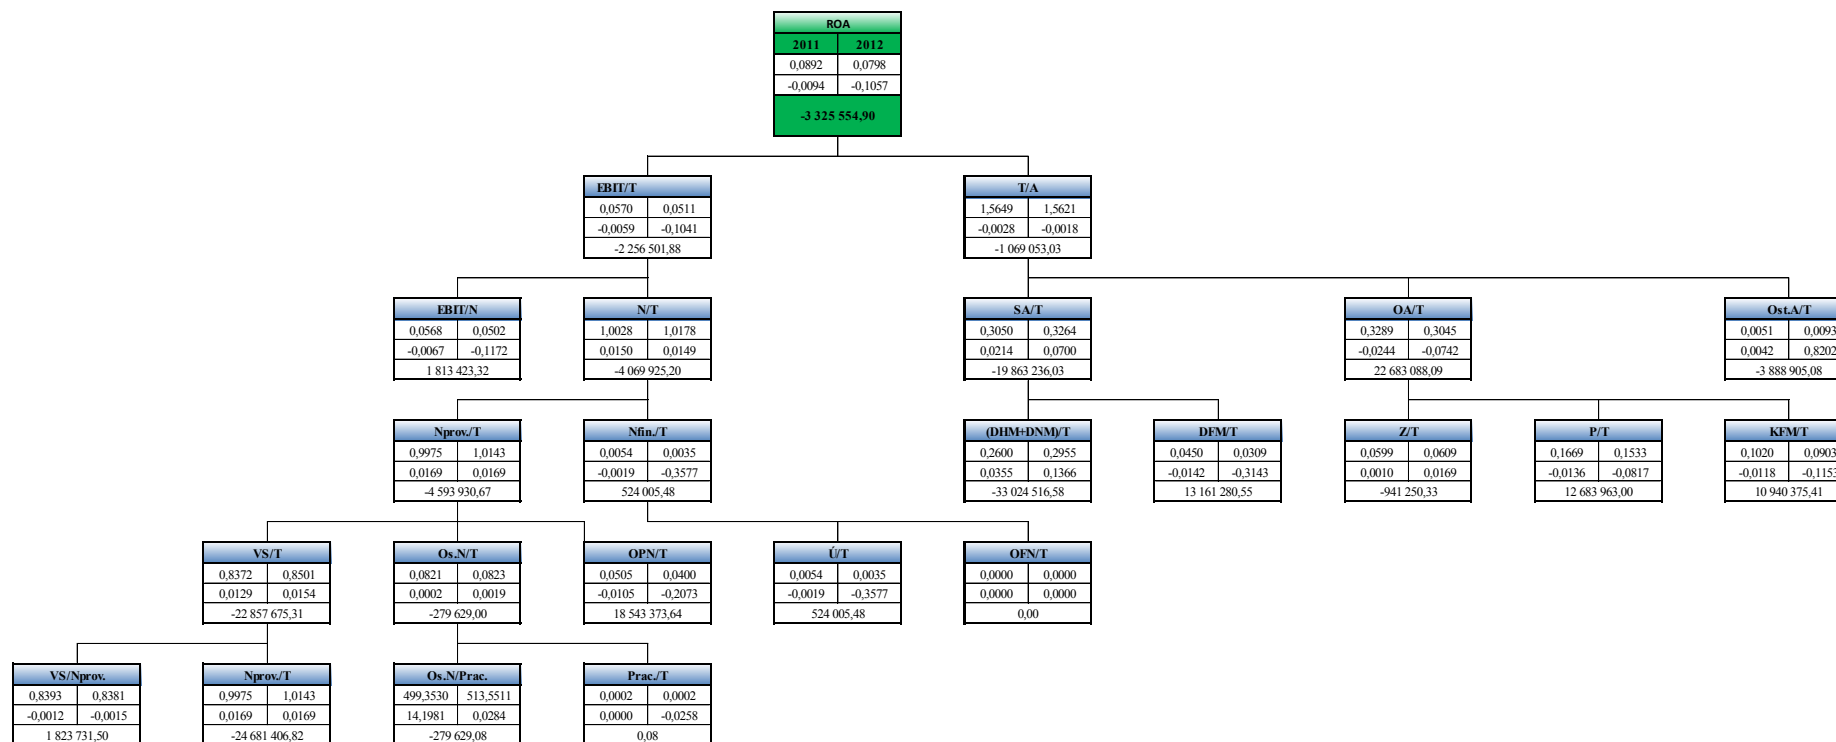 ROA
2011 2012
0,0892 0,0798
-0,0094 -0,1057
-3 325 554,90
EBIT/T
0,0570 0,0511
-0,0059 -0,1041
-2 256 501,88
T/A
1,5649 1,5621
-0,0028 -0,0018
-1 069 053,03
EBIT/N
0,0568 0,0502
-0,0067 -0,1172
1 813 423,32
N/T
1,0028 1,0178
0,0150 0,0149
-4 069 925,20
SA/T
0,3050 0,3264
0,0214 0,0700
-19 863 236,03
OA/T
0,3289 0,3045
-0,0244 -0,0742
22 683 088,09
Ost.A/T
0,0051 0,0093
0,0042 0,8202
-3 888 905,08
Nprov./T
0,9975 1,0143
0,0169 0,0169
-4 593 930,67
Nfin./T
0,0054 0,0035
-0,0019 -0,3577
524 005,48
(DHM+DNM)/T
0,2600 0,2955
0,0355 0,1366
-33 024 516,58
DFM/T
0,0450 0,0309
-0,0142 -0,3143
13 161 280,55
Z/T
0,0599 0,0609
0,0010 0,0169
-941 250,33
P/T
0,1669 0,1533
-0,0136 -0,0817
12 683 963,00
KFM/T
0,1020 0,0903
-0,0118 -0,1153
10 940 375,41
VS/T
0,8372 0,8501
0,0129 0,0154
-22 857 675,31
Os.N/T
0,0821 0,0823
0,0002 0,0019
-279 629,00
OPN/T
0,0505 0,0400
-0,0105 -0,2073
18 543 373,64
Ú/T
0,0054 0,0035
-0,0019 -0,3577
524 005,48
OFN/T
0,0000 0,0000
0,0000 0,0000
0,00
VS/Nprov.
0,8393 0,8381
-0,0012 -0,0015
1 823 731,50
Nprov./T
0,9975 1,0143
0,0169 0,0169
-24 681 406,82
Os.N/Prac.
499,3530 513,5511
14,1981 0,0284
-279 629,08
Prac./T
0,0002 0,0002
0,0000 -0,0258
0,08